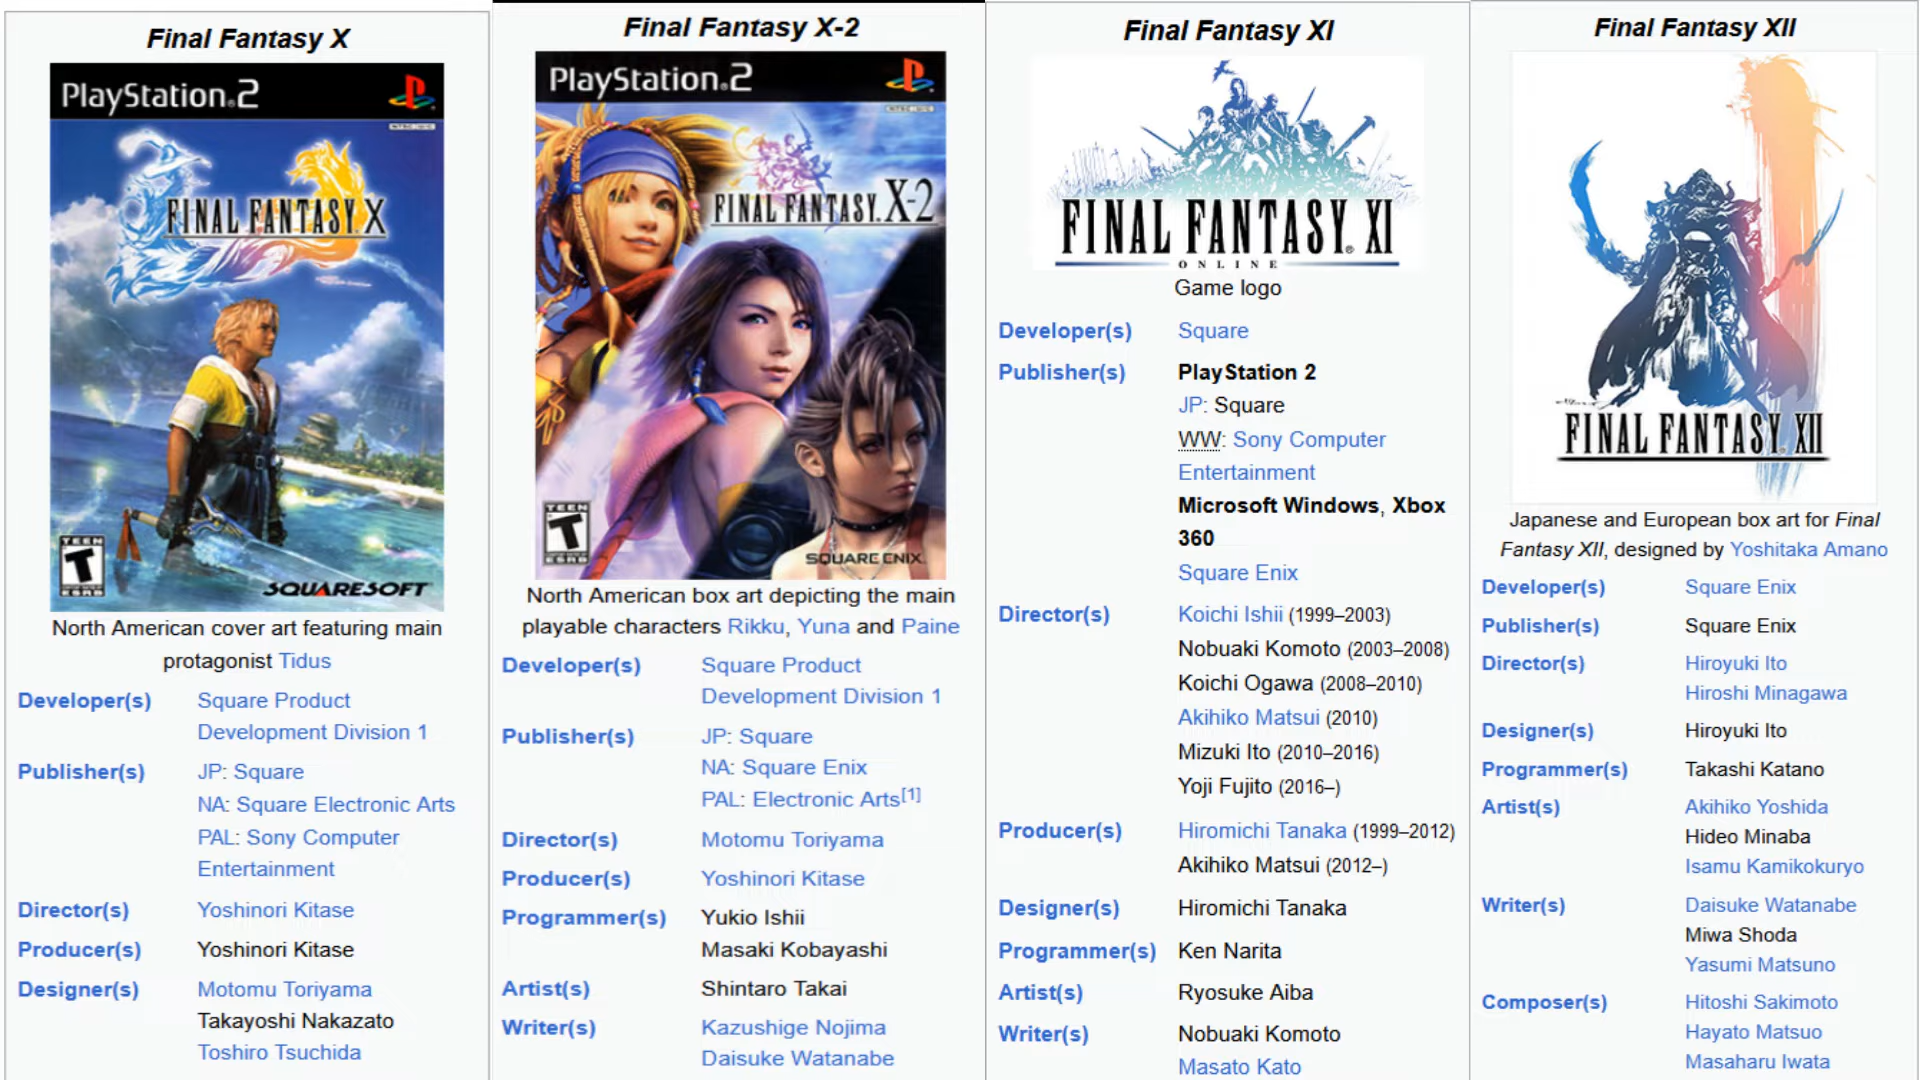 Final Fantasy X
PlayStation.2
FINAL FANTASY X
TEEN
T
ESRB
SQUARESOFT
North American cover art featuring main
protagonist Tidus
Developer(s) Square Product
Development Division 1
Publisher(s) JP: Square
NA: Square Electronic Arts
PAL: Sony Computer
Entertainment
Director(s) Yoshinori Kitase
Producer(s) Yoshinori Kitase
Designer(s) Motomu Toriyama
Takayoshi Nakazato
Toshiro Tsuchida
Final Fantasy X-2
PlayStation.2
FINAL FANTASY X-2
TEEN
T
ESRB
SQUARE ENIX
North American box art depicting the main
playable characters Rikku, Yuna and Paine
Developer(s) Square Product
Development Division 1
Publisher(s) JP: Square
NA: Square Enix
PAL: Electronic Arts[1]
Director(s) Motomu Toriyama
Producer(s) Yoshinori Kitase
Programmer(s) Yukio Ishii
Masaki Kobayashi
Artist(s) Shintaro Takai
Writer(s) Kazushige Nojima
Daisuke Watanabe
Final Fantasy XI
FINAL FANTASY® XI
ONLINE
Game logo
Developer(s) Square
Publisher(s) PlayStation 2
JP: Square
WW: Sony Computer
Entertainment
Microsoft Windows, Xbox
360
Square Enix
Director(s) Koichi Ishii (1999–2003)
Nobuaki Komoto (2003–2008)
Koichi Ogawa (2008–2010)
Akihiko Matsui (2010)
Mizuki Ito (2010–2016)
Yoji Fujito (2016–)
Producer(s) Hiromichi Tanaka (1999–2012)
Akihiko Matsui (2012–)
Designer(s) Hiromichi Tanaka
Programmer(s) Ken Narita
Artist(s) Ryosuke Aiba
Writer(s) Nobuaki Komoto
Masato Kato
Final Fantasy XII
FINAL FANTASY XII
Japanese and European box art for Final
Fantasy XII, designed by Yoshitaka Amano
Developer(s) Square Enix
Publisher(s) Square Enix
Director(s) Hiroyuki Ito
Hiroshi Minagawa
Designer(s) Hiroyuki Ito
Programmer(s) Takashi Katano
Artist(s) Akihiko Yoshida
Hideo Minaba
Isamu Kamikokuryo
Writer(s) Daisuke Watanabe
Miwa Shoda
Yasumi Matsuno
Composer(s) Hitoshi Sakimoto
Hayato Matsuo
Masaharu Iwata